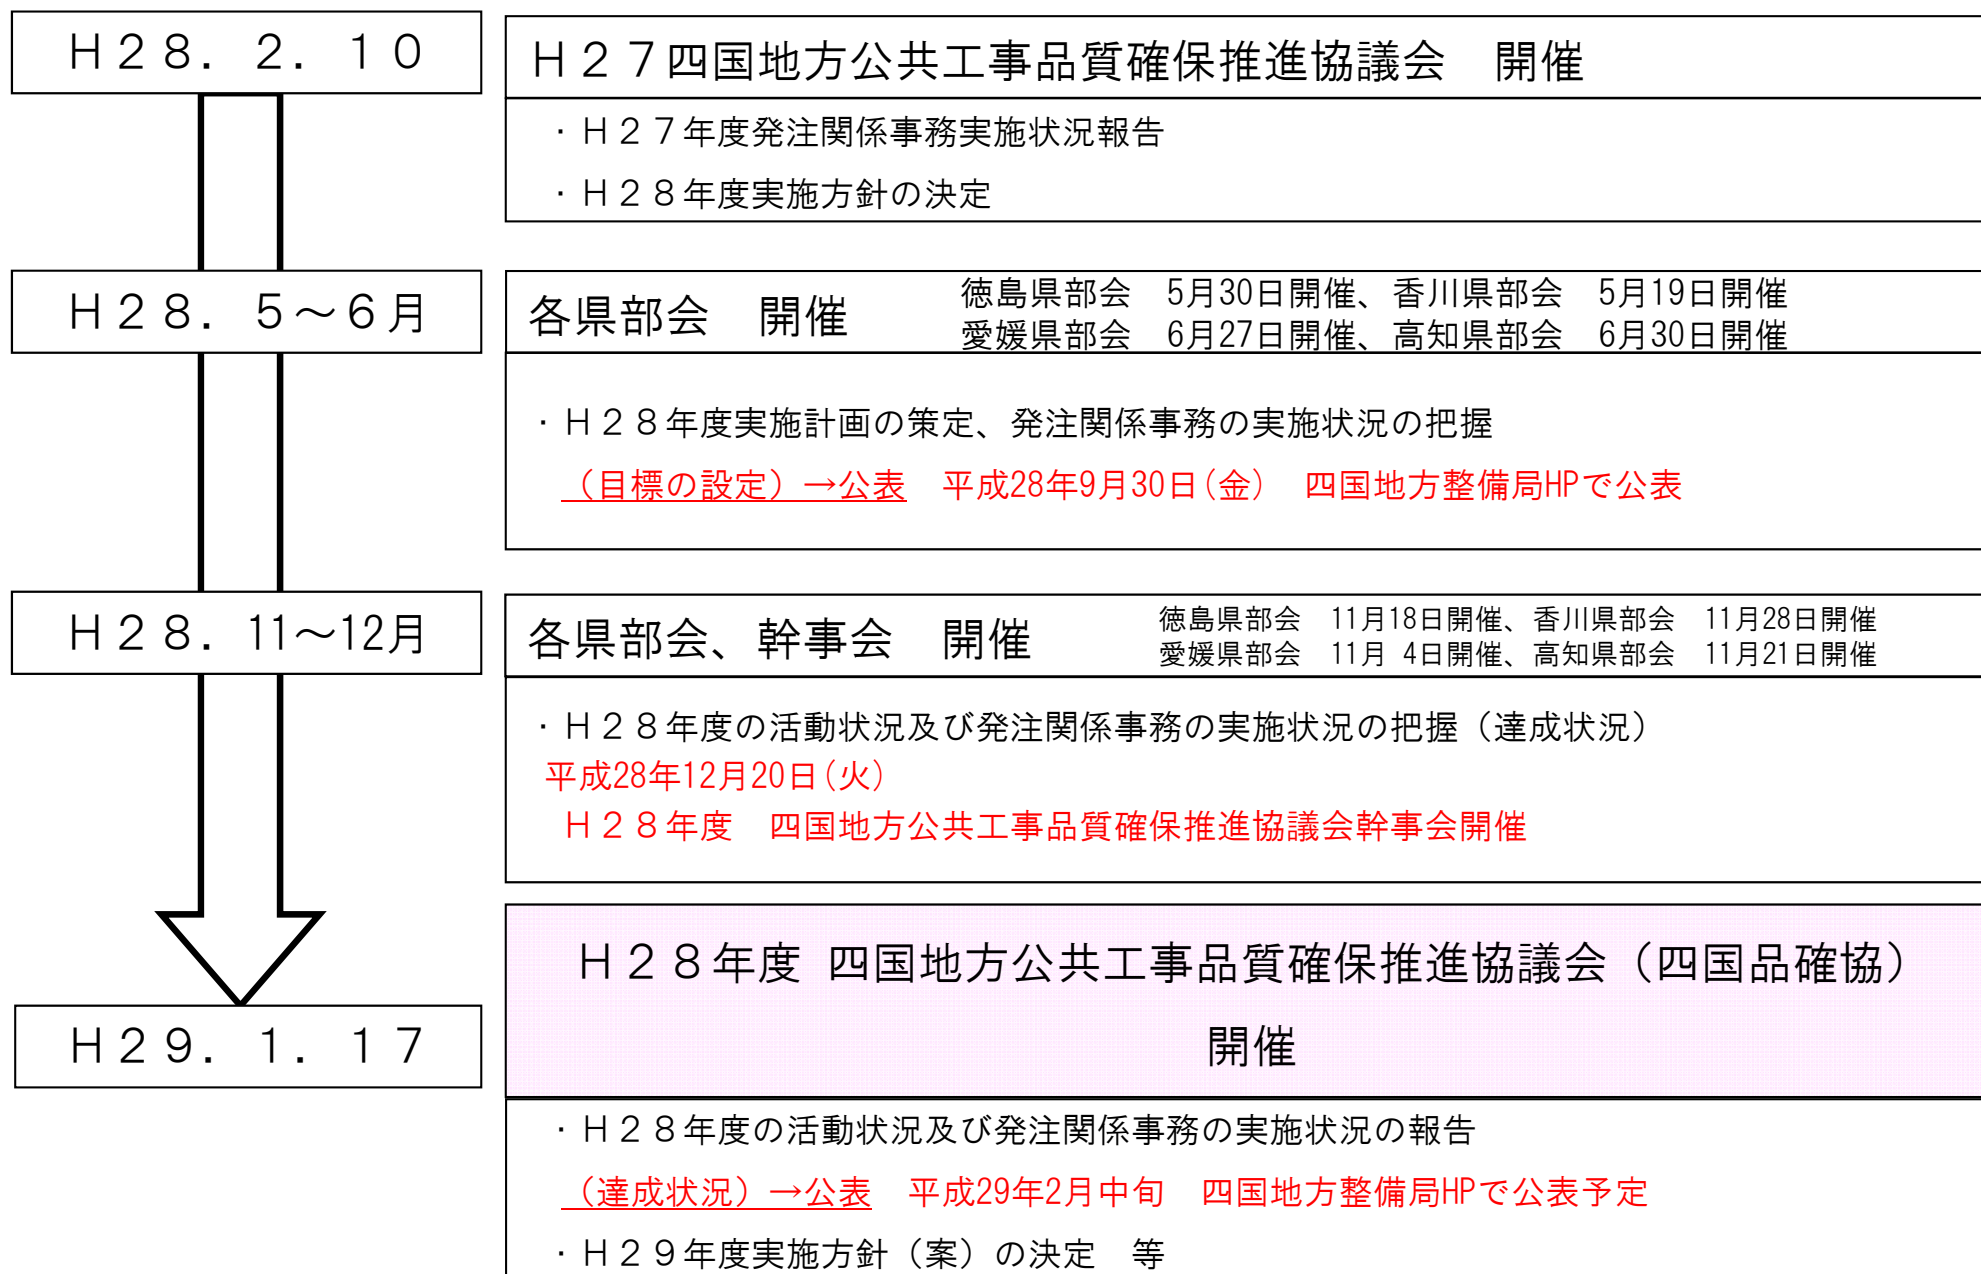 Ｈ２８．２．１０
Ｈ２７四国地方公共工事品質確保推進協議会　開催
・Ｈ２７年度発注関係事務実施状況報告
・Ｈ２８年度実施方針の決定
Ｈ２８．５～６月
各県部会　開催
徳島県部会　5月30日開催、香川県部会　5月19日開催
愛媛県部会　6月27日開催、高知県部会　6月30日開催
・Ｈ２８年度実施計画の策定、発注関係事務の実施状況の把握
（目標の設定）→公表　平成28年9月30日(金)　四国地方整備局HPで公表
Ｈ２８．11～12月
各県部会、幹事会　開催
徳島県部会　11月18日開催、香川県部会　11月28日開催
愛媛県部会　11月 4日開催、高知県部会　11月21日開催
・Ｈ２８年度の活動状況及び発注関係事務の実施状況の把握（達成状況）
平成28年12月20日(火)
Ｈ２８年度　四国地方公共工事品質確保推進協議会幹事会開催
Ｈ２８年度 四国地方公共工事品質確保推進協議会（四国品確協）
開催
Ｈ２９．１．１７
・Ｈ２８年度の活動状況及び発注関係事務の実施状況の報告
（達成状況）→公表　平成29年2月中旬　四国地方整備局HPで公表予定
・Ｈ２９年度実施方針（案）の決定　等